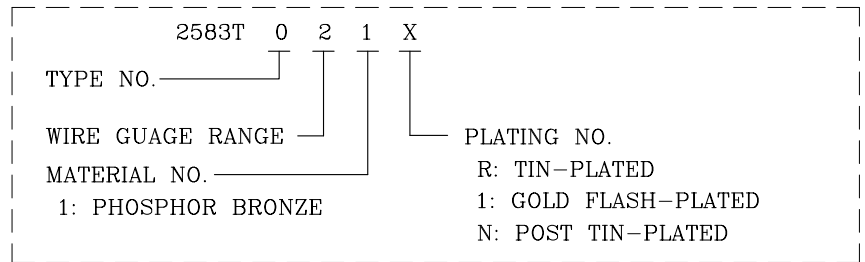 2583T 0 2 1 X
TYPE NO.
WIRE GUAGE RANGE
MATERIAL NO.
1: PHOSPHOR BRONZE
PLATING NO.
R: TIN-PLATED
1: GOLD FLASH-PLATED
N: POST TIN-PLATED